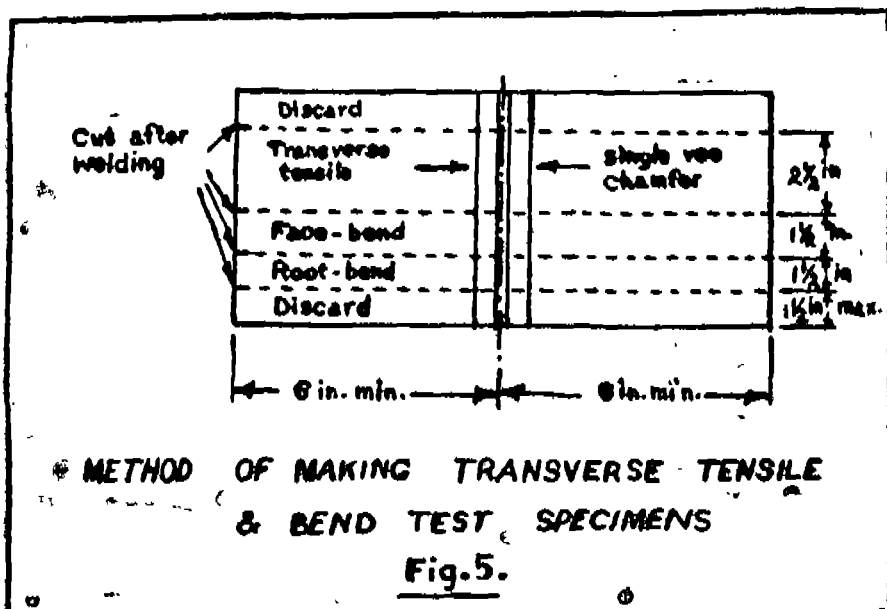 Discard
Cut after
welding
Transverse
tensile
single vee
chamfer
2½ in
Face-bend
1½ in.
Root-bend
1½ in
Discard
1½ in max.
6 in. min.
6 in. min.
METHOD OF MAKING TRANSVERSE TENSILE
& BEND TEST SPECIMENS
Fig.5.